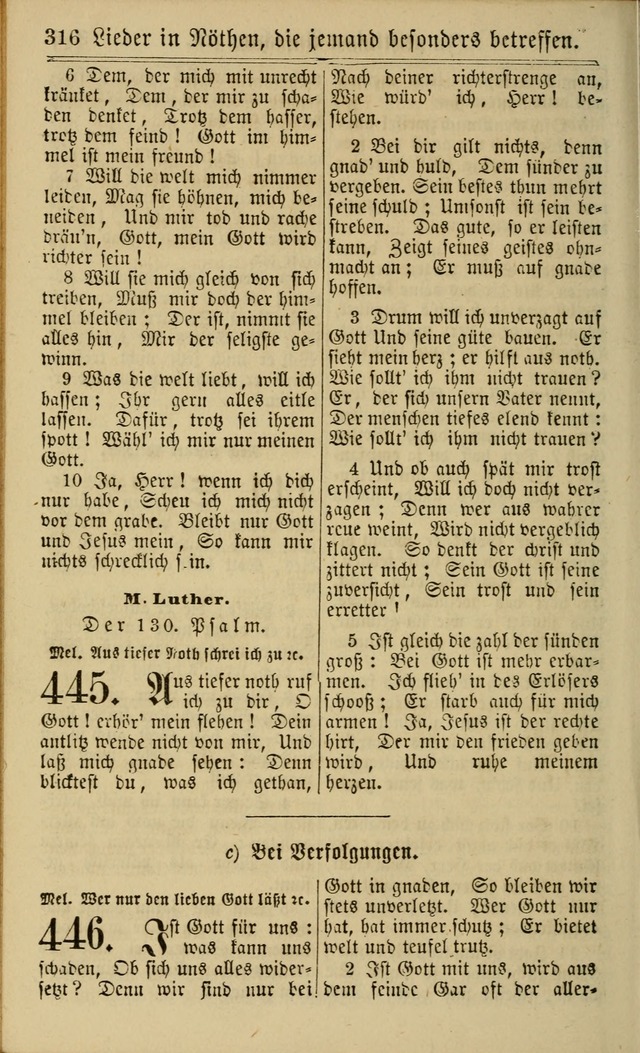 316 Lieder in Nöthen, die jemand besonders betreffen.
6 Dem, der mich mit unrecht
kränket, Dem, der mir zu scha-
den denket, Trotz dem hasser,
trotz dem feind! Gott im him-
mel ist mein freund!
7 Will die welt mich nimmer
leiden, Mag sie höhnen, mich be-
neiden, Und mir tod und rache
dräu'n, Gott, mein Gott wird
richter sein!
8 Will sie mich gleich von sich
treiben, Muß mir doch der him-
mel bleiben; Der ist, nimmt sie
alles hin, Mir der seligste ge-
winn.
9 Was die welt liebt, will ich
hassen; Ihr gern alles eitle
lassen. Dafür, trotz sei ihrem
spott! Wähl' ich mir nur meinen
Gott.
10 Ja, Herr! wenn ich dich
nur habe, Scheu ich mich nicht
vor dem grabe. Bleibt nur Gott
und Jesus mein, So kann mir
nichts schrecklich sein.
M. Luther.
Der 130. Psalm.
Mel. Aus tiefer Noth schrei ich zu ꝛc.
445. Aus tiefer noth ruf
ich zu dir, O
Gott! erhör' mein flehen! Dein
antlitz wende nicht von mir, Und
laß mich gnade sehen: Denn
blicktest du, was ich gethan,
Nach deiner richterstrenge an,
Wie würd' ich, Herr! be-
stehen.
2 Bei dir gilt nichts, denn
gnad' und huld, Dem sünder zu
vergeben. Sein bestes thun mehrt
seine schuld; Umsonst ist sein be-
streben. Das gute, so er leisten
kann, Zeigt seines geistes ohn-
macht an; Er muß auf gnade
hoffen.
3 Drum will ich unverzagt auf
Gott Und seine güte bauen. Er
sieht mein herz; er hilft aus noth.
Wie sollt' ich ihm nicht trauen?
Er, der sich unsern Vater nennt,
Der menschen tiefes elend kennt:
Wie sollt' ich ihm nicht trauen?
4 Und ob auch spät mir trost
erscheint, Will ich doch nicht ver-
zagen; Denn wer aus wahrer
reue weint, Wird nicht vergeblich
klagen. So denkt der christ und
zittert nicht; Sein Gott ist seine
zuversicht, Sein trost und sein
erretter!
5 Ist gleich die zahl der sünden
groß: Bei Gott ist mehr erbar-
men. Ich flieh' in des Erlösers
schooß; Er starb auch für mich
armen! Ja, Jesus ist der rechte
hirt, Der mir den frieden geben
wird, Und ruhe meinem
herzen.
c) Bei Verfolgungen.
Mel. Wer nur den lieben Gott läßt ꝛc.
446. Ist Gott für uns:
was kann uns
schaden, Ob sich uns alles wider-
setzt? Denn wir sind nur bei
Gott in gnaden, So bleiben wir
stets unverletzt. Wer Gott nur
hat, hat immer schutz; Er bietet
welt und teufel trutz.
2 Ist Gott mit uns, wird aus
dem feinde Gar oft der aller-